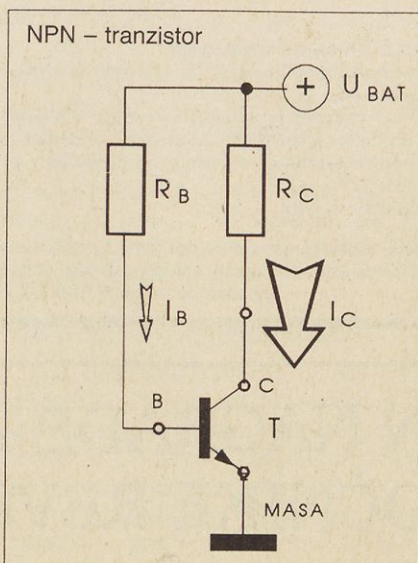 NPN – tranzistor
+ U BAT
R B
R C
I B
I C
B
C
T
MASA